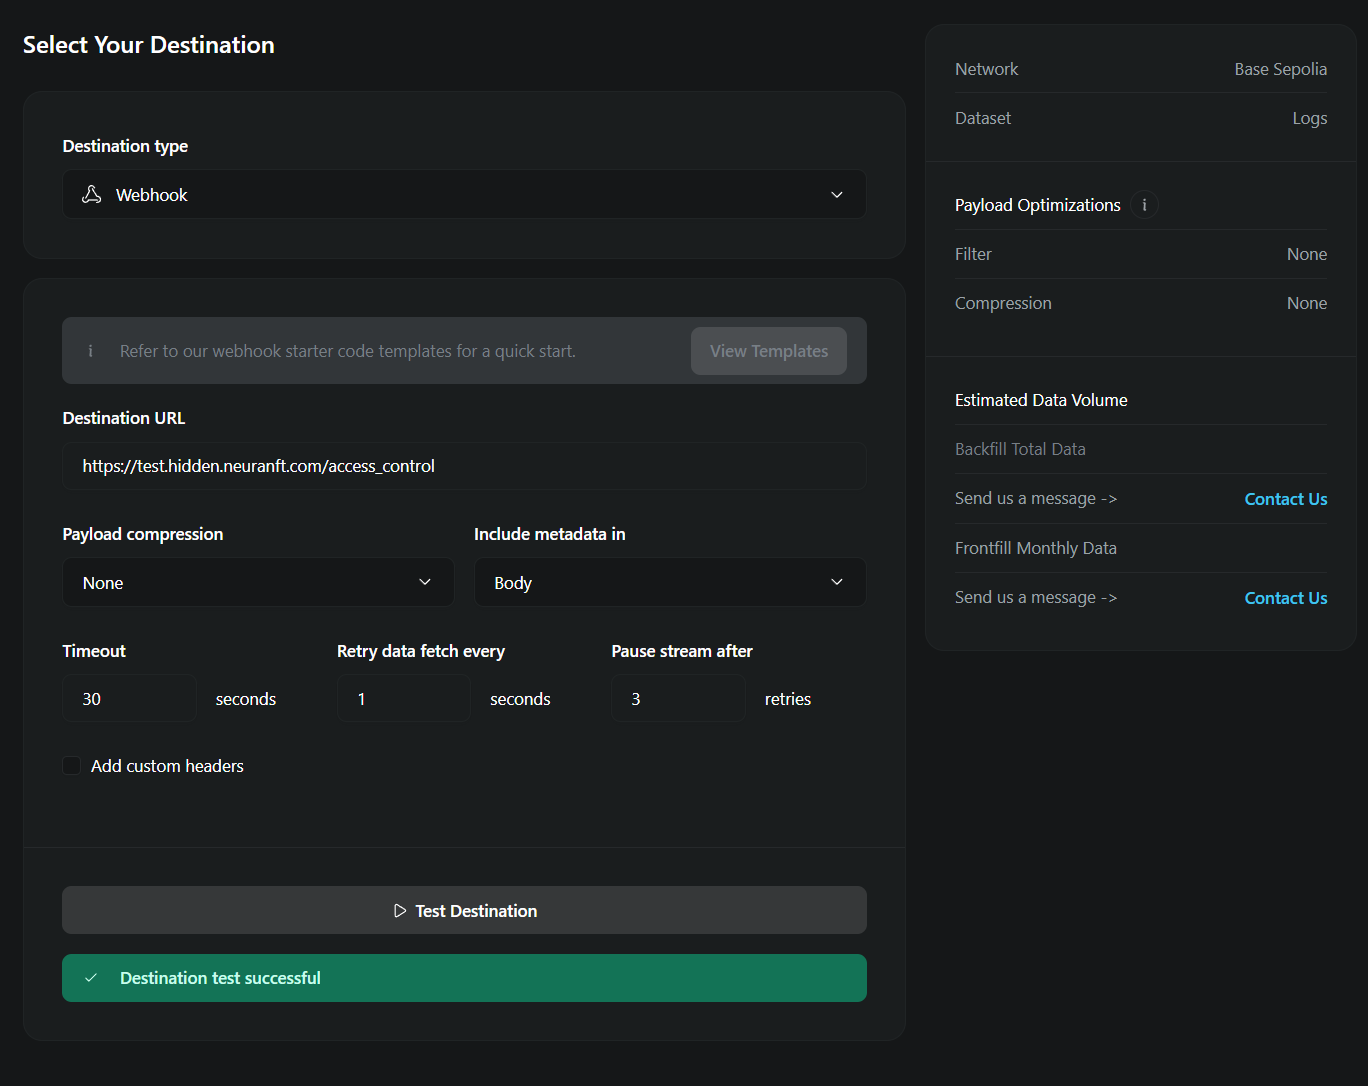 Select Your Destination
Destination type
Webhook
Refer to our webhook starter code templates for a quick start.
View Templates
Destination URL
https://test.hidden.neuranft.com/access_control
Payload compression
Include metadata in
None
Body
Timeout
Retry data fetch every
Pause stream after
30 seconds
1 seconds
3 retries
Add custom headers
Test Destination
Destination test successful
Network Base Sepolia
Dataset Logs
Payload Optimizations i
Filter None
Compression None
Estimated Data Volume
Backfill Total Data
Send us a message -> Contact Us
Frontfill Monthly Data
Send us a message -> Contact Us